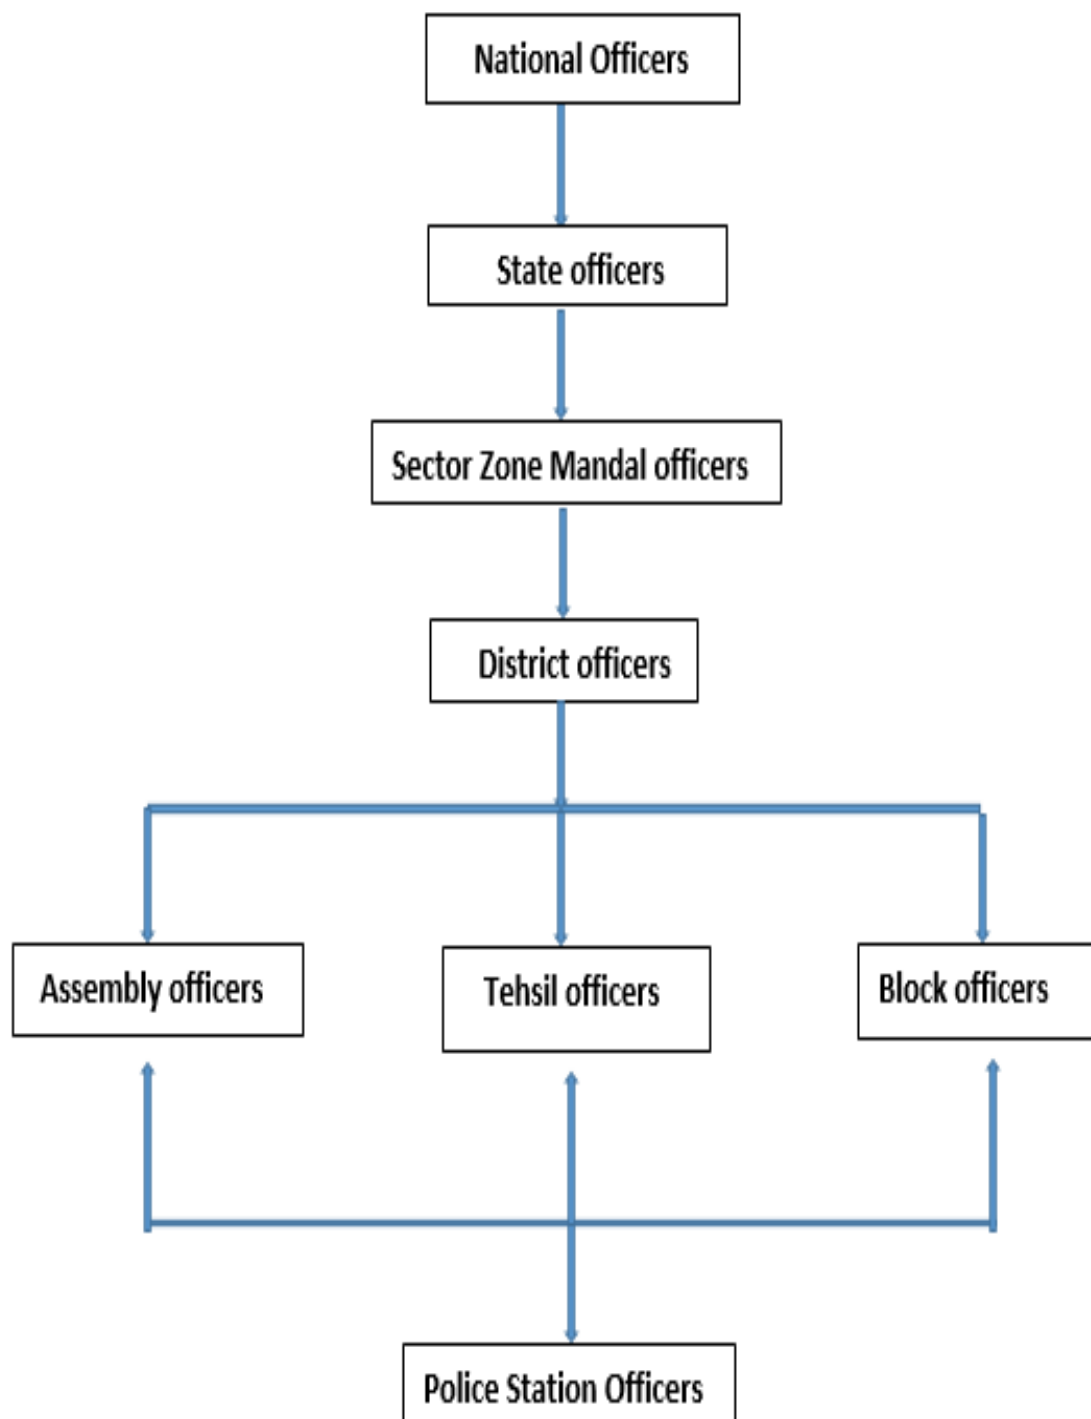 National Officers
State officers
Sector Zone Mandal officers
District officers
Assembly officers
Tehsil officers
Block officers
Police Station Officers